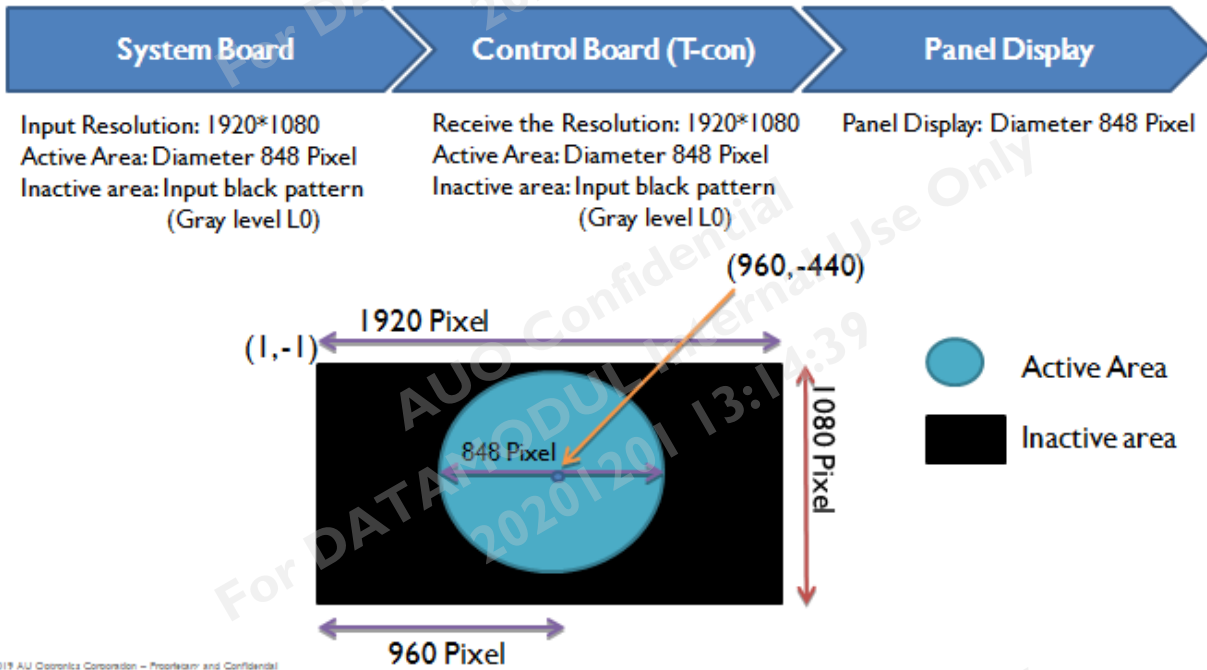 System Board
Control Board (T-con)
Panel Display
Input Resolution: 1920*1080
Active Area: Diameter 848 Pixel
Inactive area: Input black pattern
(Gray level L0)
Receive the Resolution: 1920*1080
Active Area: Diameter 848 Pixel
Inactive area: Input black pattern
(Gray level L0)
Panel Display: Diameter 848 Pixel
(960,-440)
1920 Pixel
(1,-1)
848 Pixel
1080 Pixel
Active Area
Inactive area
960 Pixel
AUO Confidential
For DATAMODUL Internal Use Only
20201201 13:14:39
For DA
20
19 AU Optronics Corporation – Proprietary and Confidential